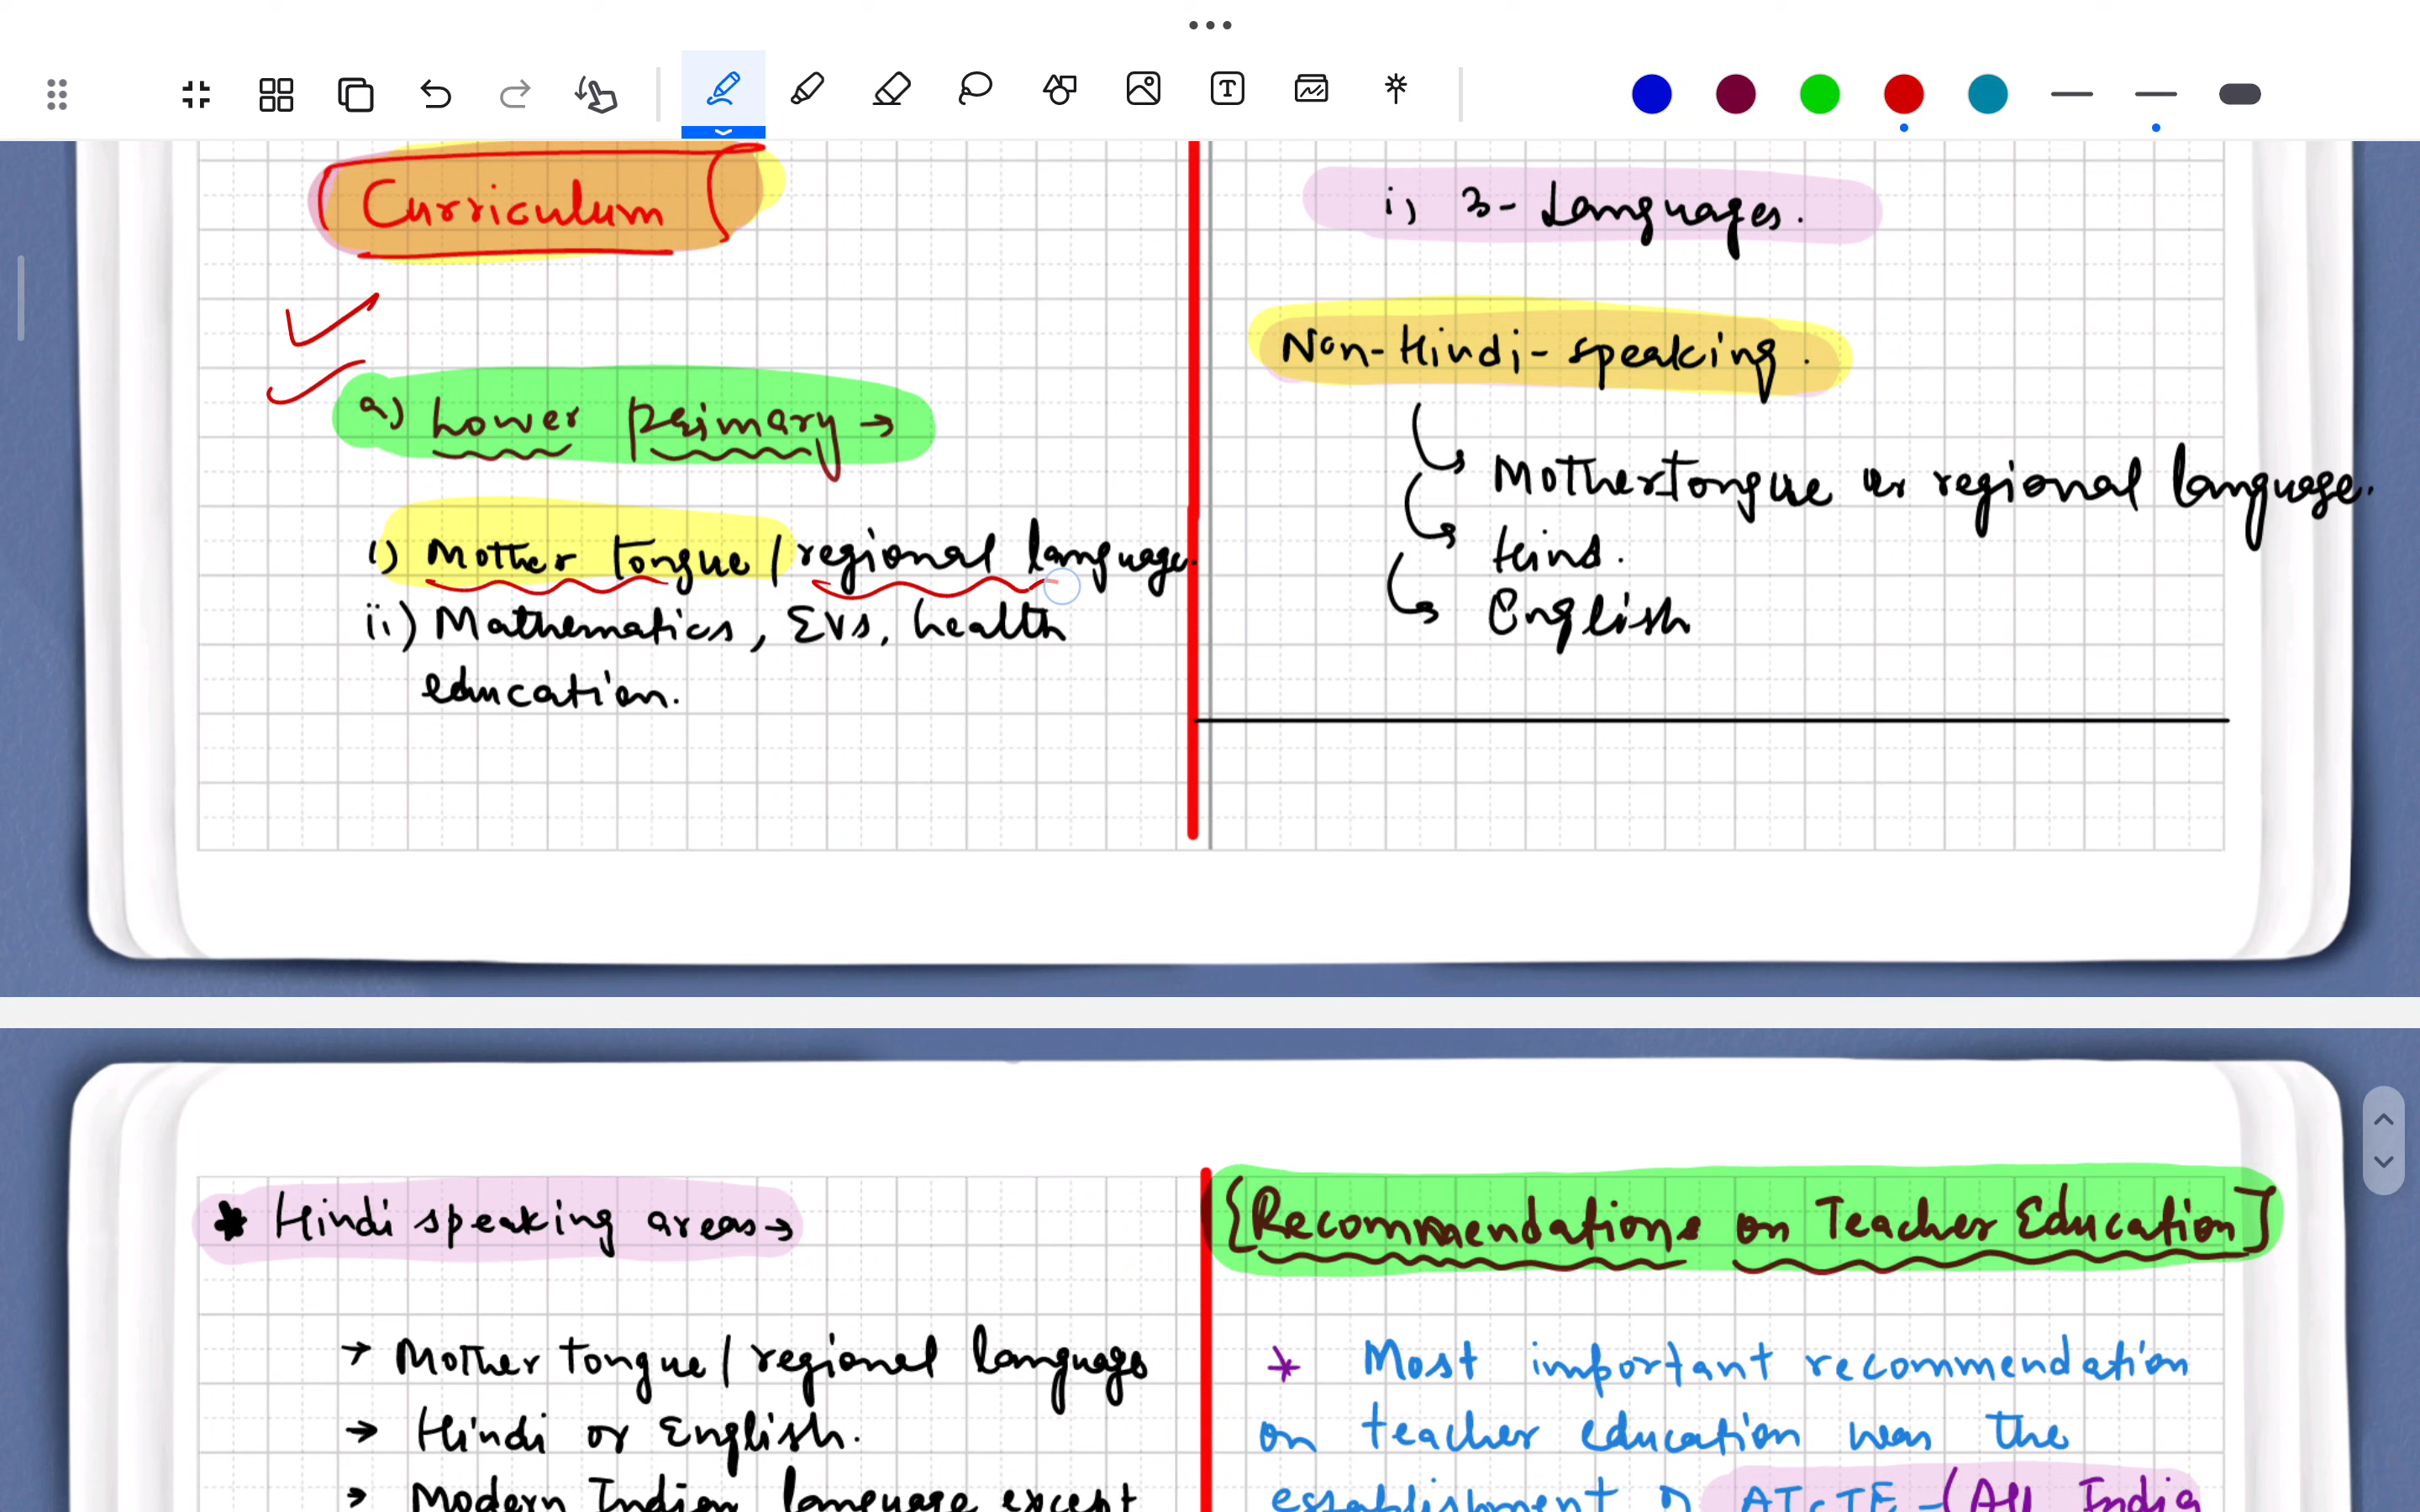 Curriculum
a) Lower primary →
i) Mother tongue / regional language.
ii) Mathematics, EVS, health
education.
i) 3- Languages.
Non-Hindi-speaking.
Mothertongue or regional language.
Hind.
English
* Hindi speaking areas →
→ Mother tongue / regional language
→ Hindi or English.
→ Modern Indian language except
{Recommendations on Teacher Education]
* Most important recommendation
on teacher education was the
establishment of AICTE - (All India